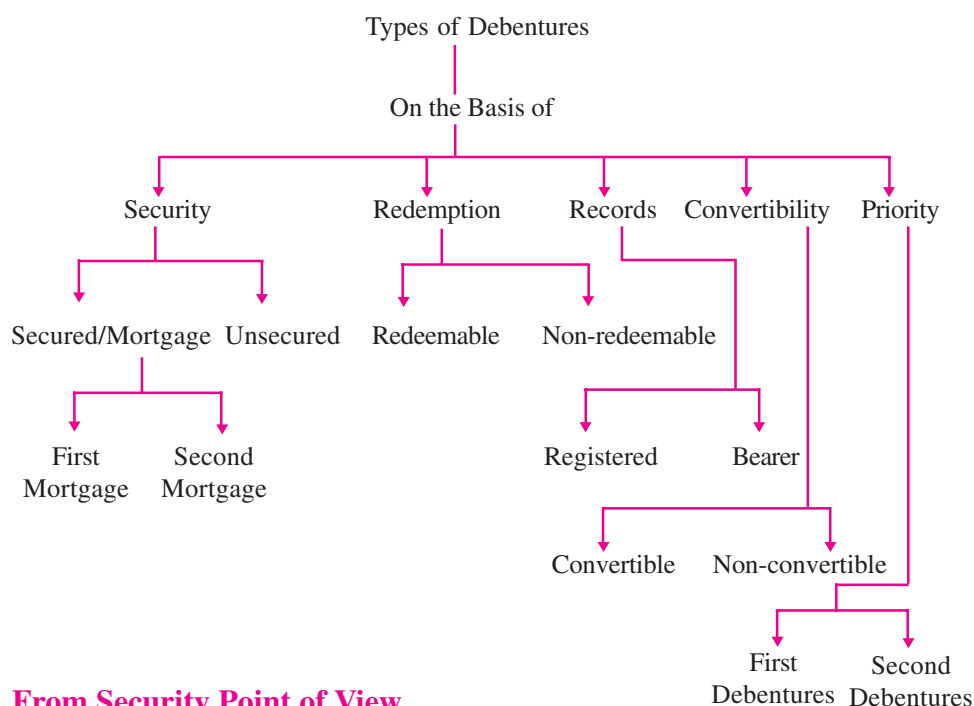 Types of Debentures
On the Basis of
Security Redemption Records Convertibility Priority
Secured/Mortgage Unsecured Redeemable Non-redeemable
First Second
Mortgage Mortgage
Registered Bearer
Convertible Non-convertible
First Second
Debentures Debentures
From Security Point of View